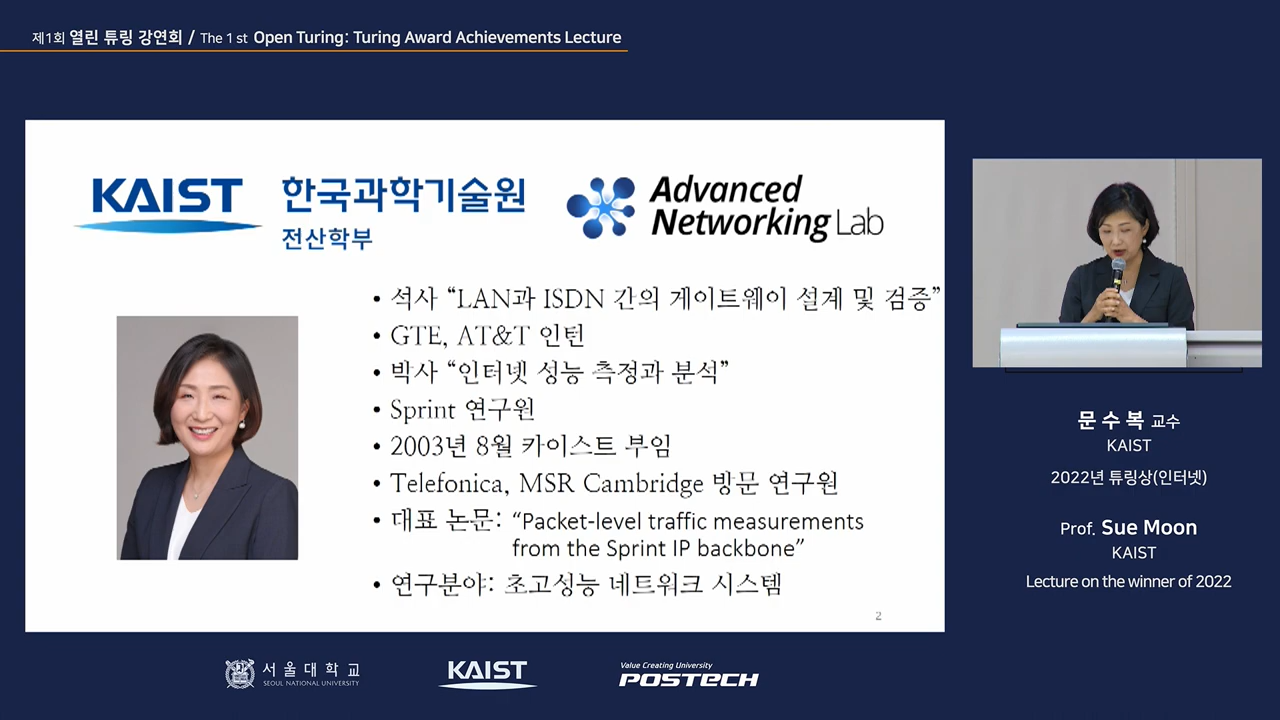 제1회 열린 튜링 강연회 / The 1 st Open Turing: Turing Award Achievements Lecture
KAIST 한국과학기술원
전산학부
Advanced
Networking Lab
• 석사 “LAN과 ISDN 간의 게이트웨이 설계 및 검증”
• GTE, AT&T 인턴
• 박사 “인터넷 성능 측정과 분석”
• Sprint 연구원
• 2003년 8월 카이스트 부임
• Telefonica, MSR Cambridge 방문 연구원
• 대표 논문: “Packet-level traffic measurements
from the Sprint IP backbone”
• 연구분야: 초고성능 네트워크 시스템
2
문 수 복 교수
KAIST
2022년 튜링상(인터넷)
Prof. Sue Moon
KAIST
Lecture on the winner of 2022
서울대학교
SEOUL NATIONAL UNIVERSITY
KAIST
Value Creating University
POSTECH